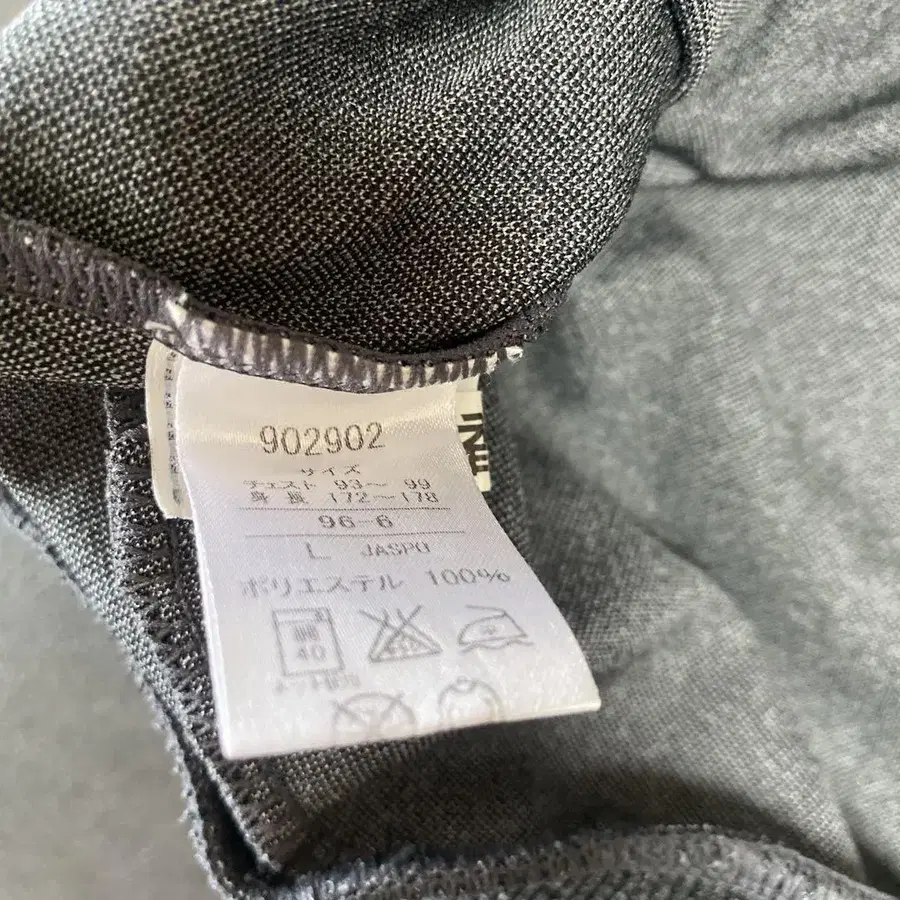 902902
サイズ
チェスト 93～ 99
身長 172～178
96-6
L JASPO
ポリエステル 100%
40